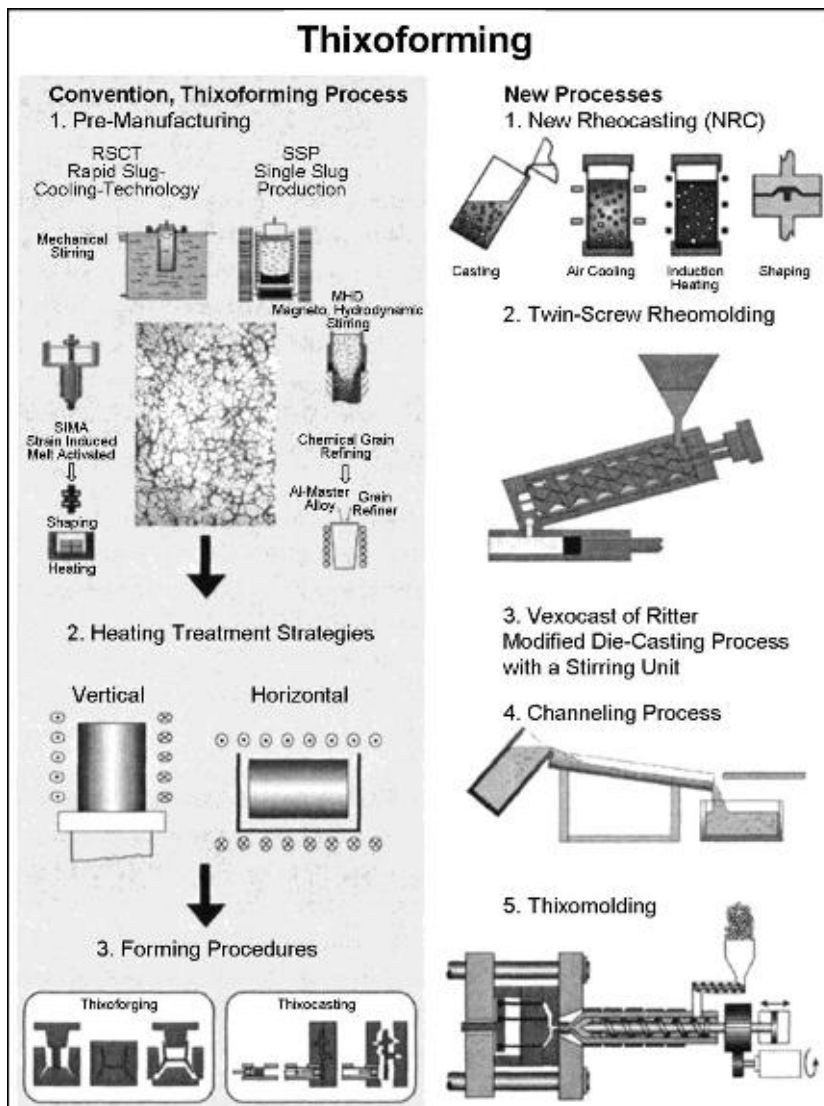 Thixoforming
Convention, Thixoforming Process
1. Pre-Manufacturing
RSCT
Rapid Slug-
Cooling-Technology
SSP
Single Slug
Production
Mechanical
Stirring
MHD
Magneto, Hydrodynamic
Stirring
SIMA
Strain Induced
Melt Activated
Shaping
Heating
Chemical Grain
Refining
Al-Master
Alloy
Grain
Refiner
2. Heating Treatment Strategies
Vertical
Horizontal
3. Forming Procedures
Thixoforging
Thixocasting
New Processes
1. New Rheocasting (NRC)
Casting
Air Cooling
Induction
Heating
Shaping
2. Twin-Screw Rheomolding
3. Vexocast of Ritter
Modified Die-Casting Process
with a Stirring Unit
4. Channeling Process
5. Thixomolding